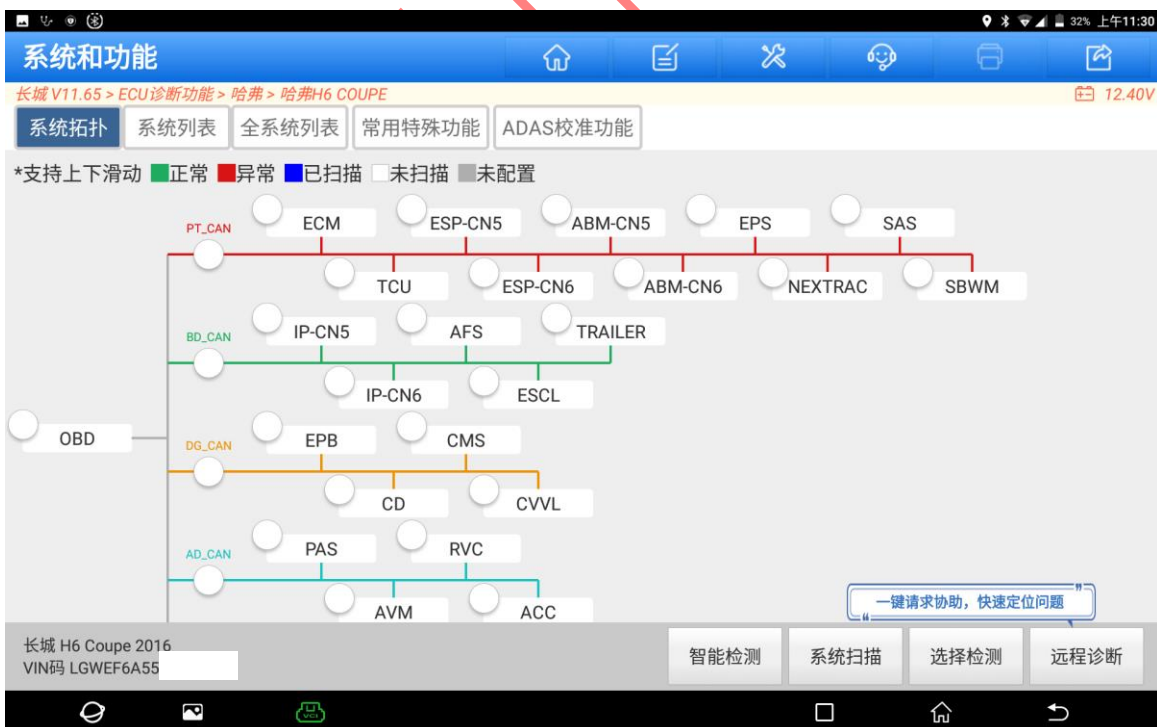 32% 上午11:30
系统和功能
长城 V11.65 > ECU诊断功能 > 哈弗 > 哈弗H6 COUPE 12.40V
系统拓扑 系统列表 全系统列表 常用特殊功能 ADAS校准功能
*支持上下滑动 正常 异常 已扫描 未扫描 未配置
PT_CAN ECM ESP-CN5 ABM-CN5 EPS SAS
TCU ESP-CN6 ABM-CN6 NEXTRAC SBWM
BD_CAN IP-CN5 AFS TRAILER
IP-CN6 ESCL
OBD
DG_CAN EPB CMS
CD CVVL
AD_CAN PAS RVC
AVM ACC
一键请求协助，快速定位问题
长城 H6 Coupe 2016
VIN码 LGWEF6A55
智能检测 系统扫描 选择检测 远程诊断
VCI